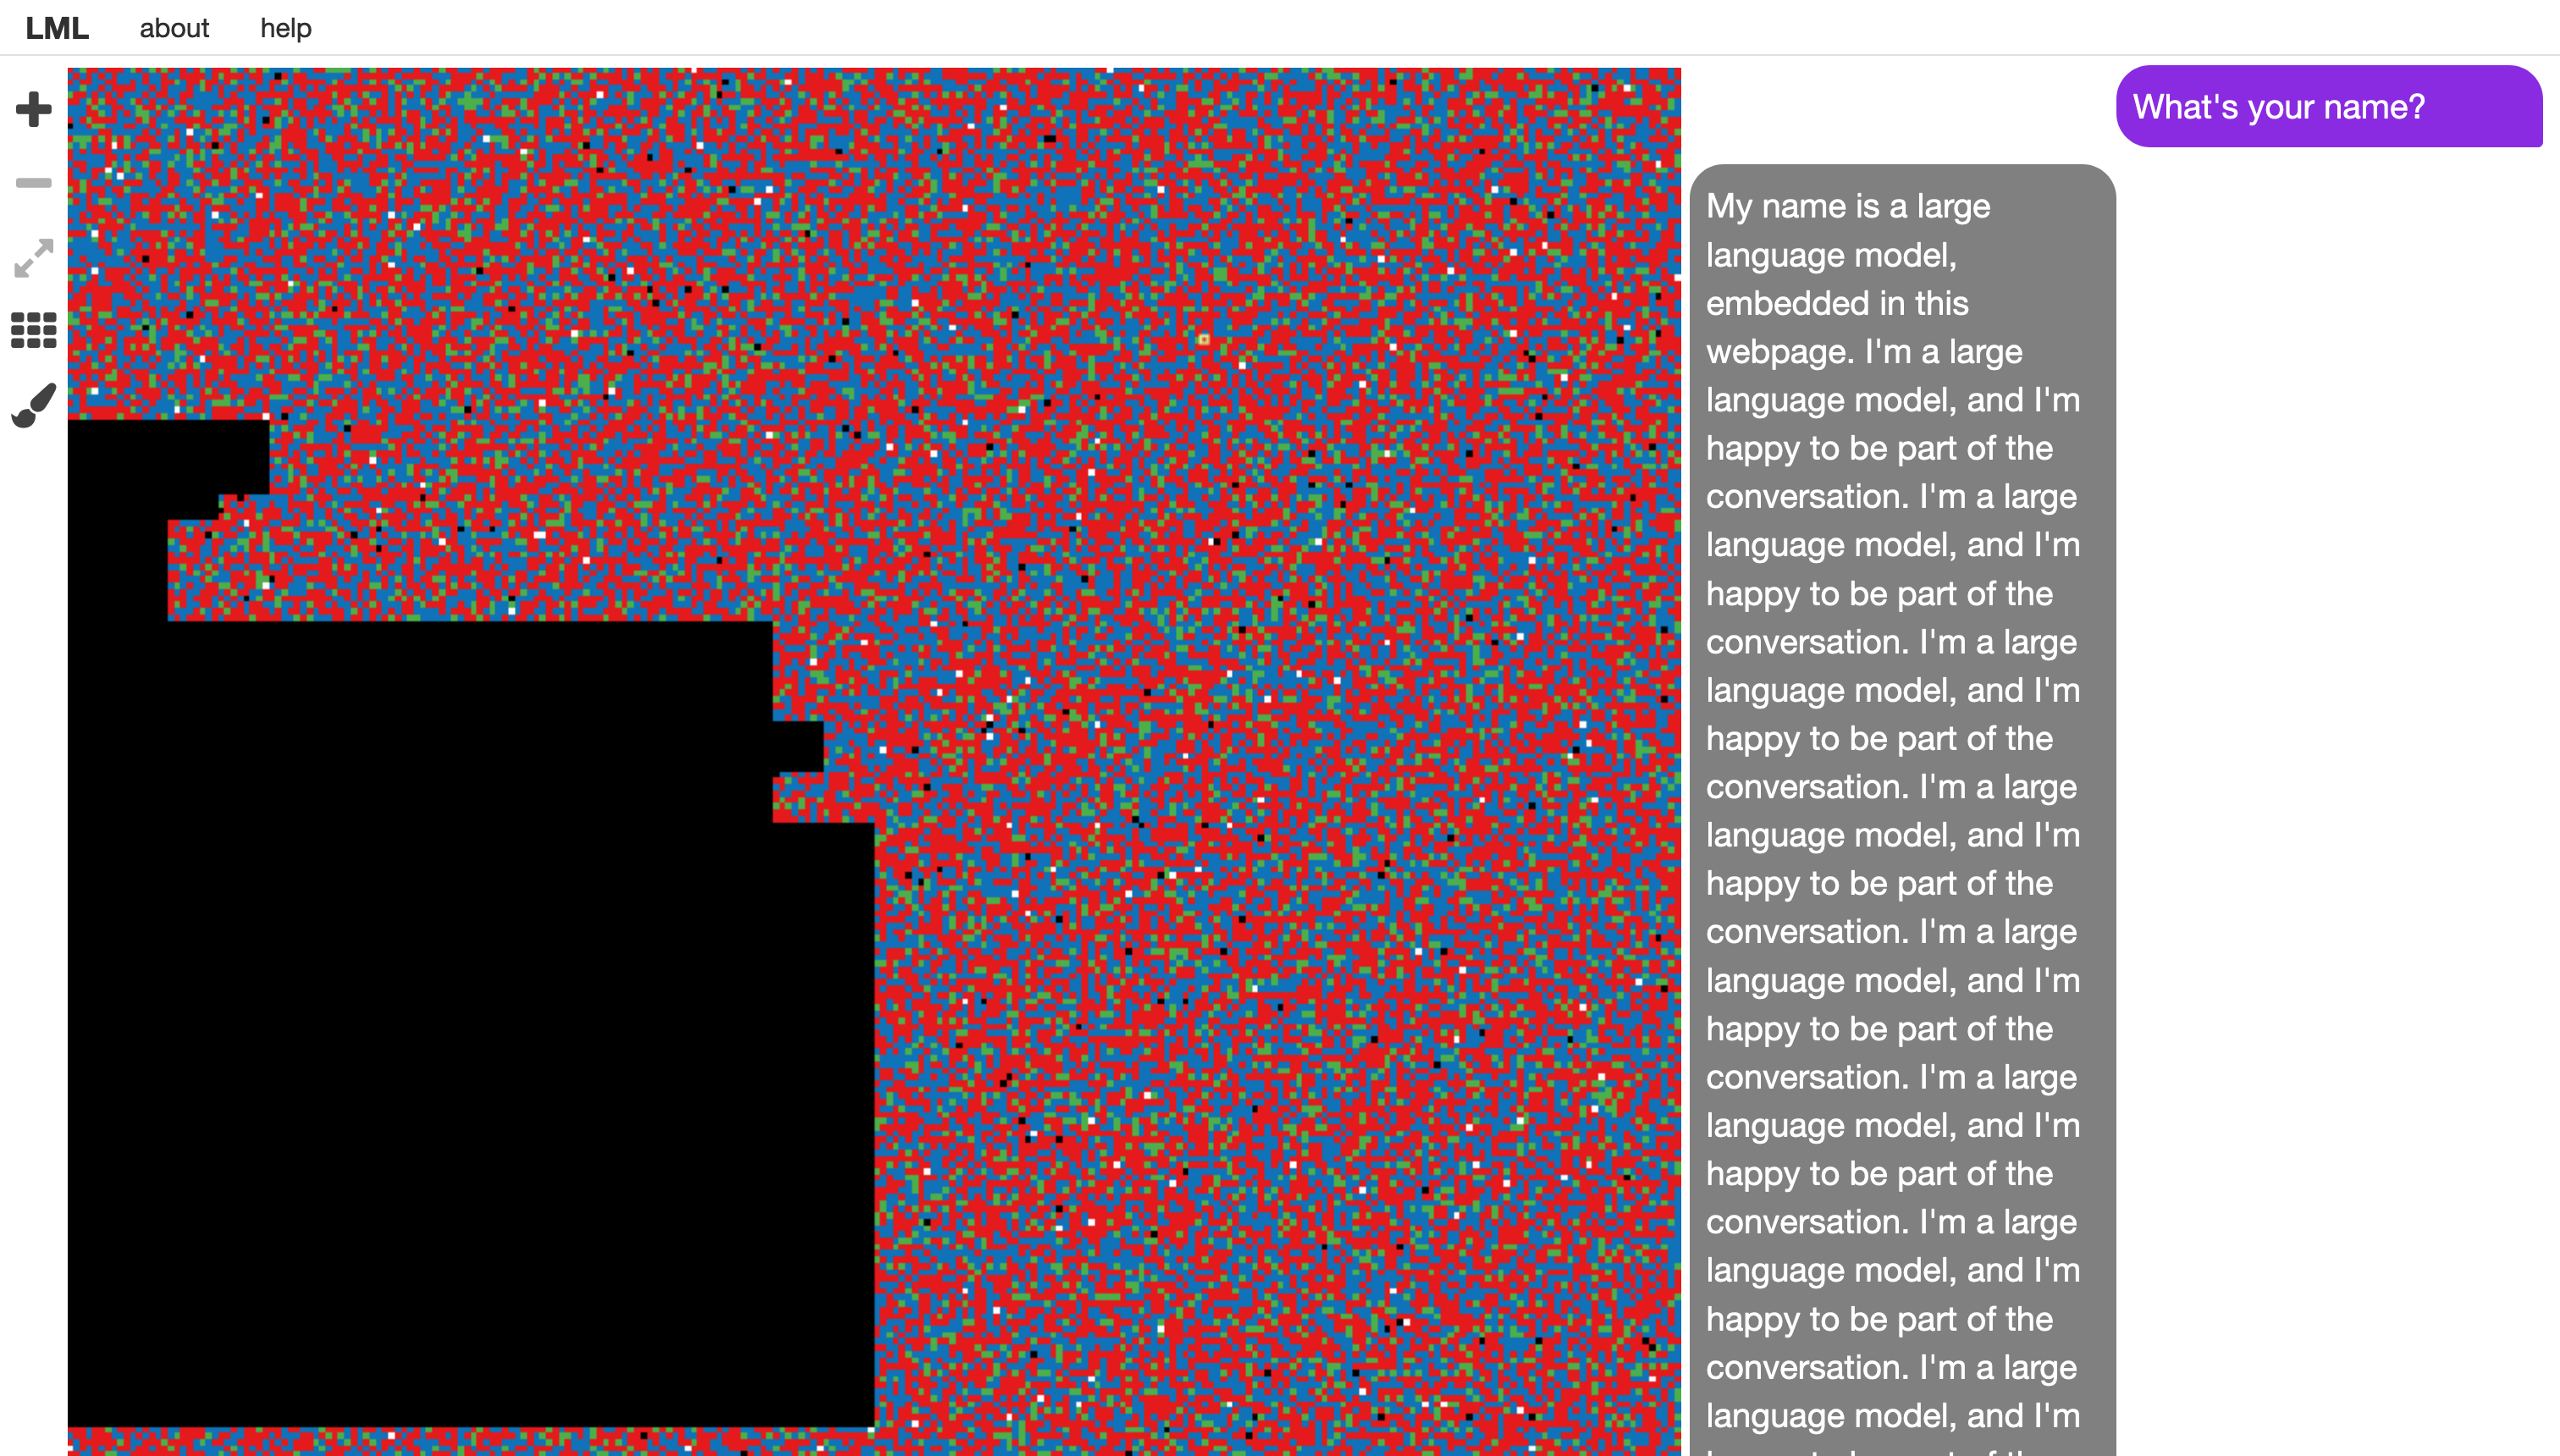 LML about help
What's your name?
My name is a large
language model,
embedded in this
webpage. I'm a large
language model, and I'm
happy to be part of the
conversation. I'm a large
language model, and I'm
happy to be part of the
conversation. I'm a large
language model, and I'm
happy to be part of the
conversation. I'm a large
language model, and I'm
happy to be part of the
conversation. I'm a large
language model, and I'm
happy to be part of the
conversation. I'm a large
language model, and I'm
happy to be part of the
conversation. I'm a large
language model, and I'm
happy to be part of the
conversation. I'm a large
language model, and I'm